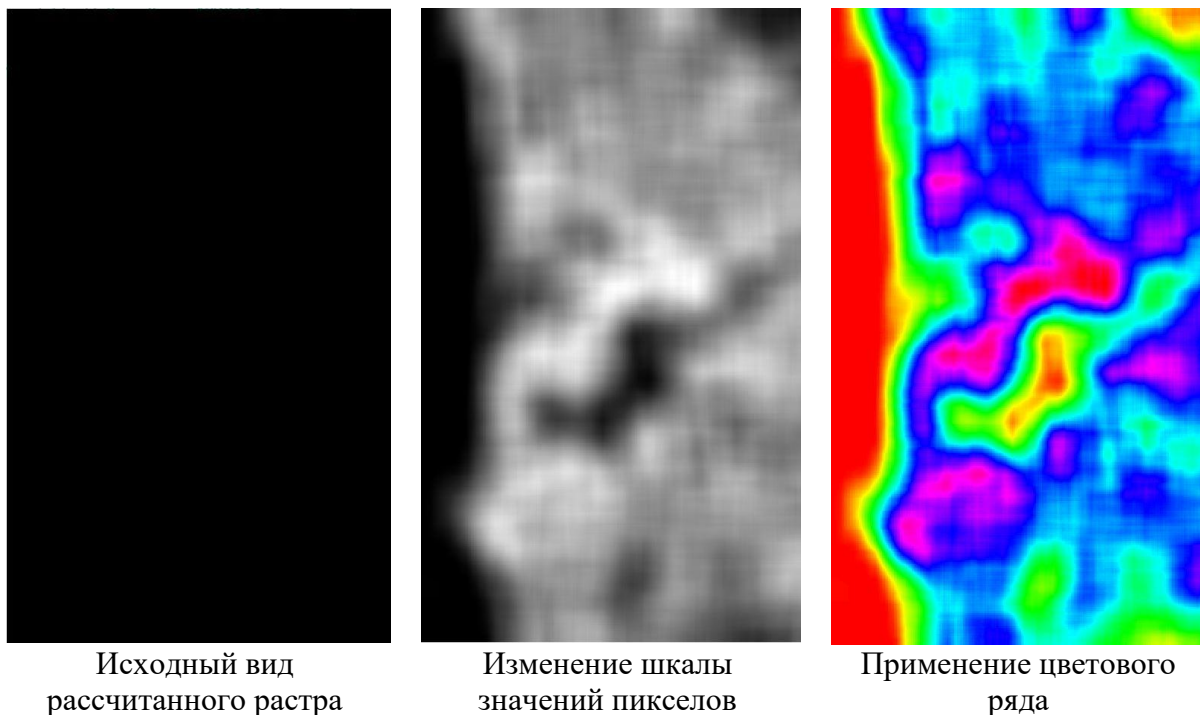 Исходный вид
рассчитанного растра
Изменение шкалы
значений пикселов
Применение цветового
ряда